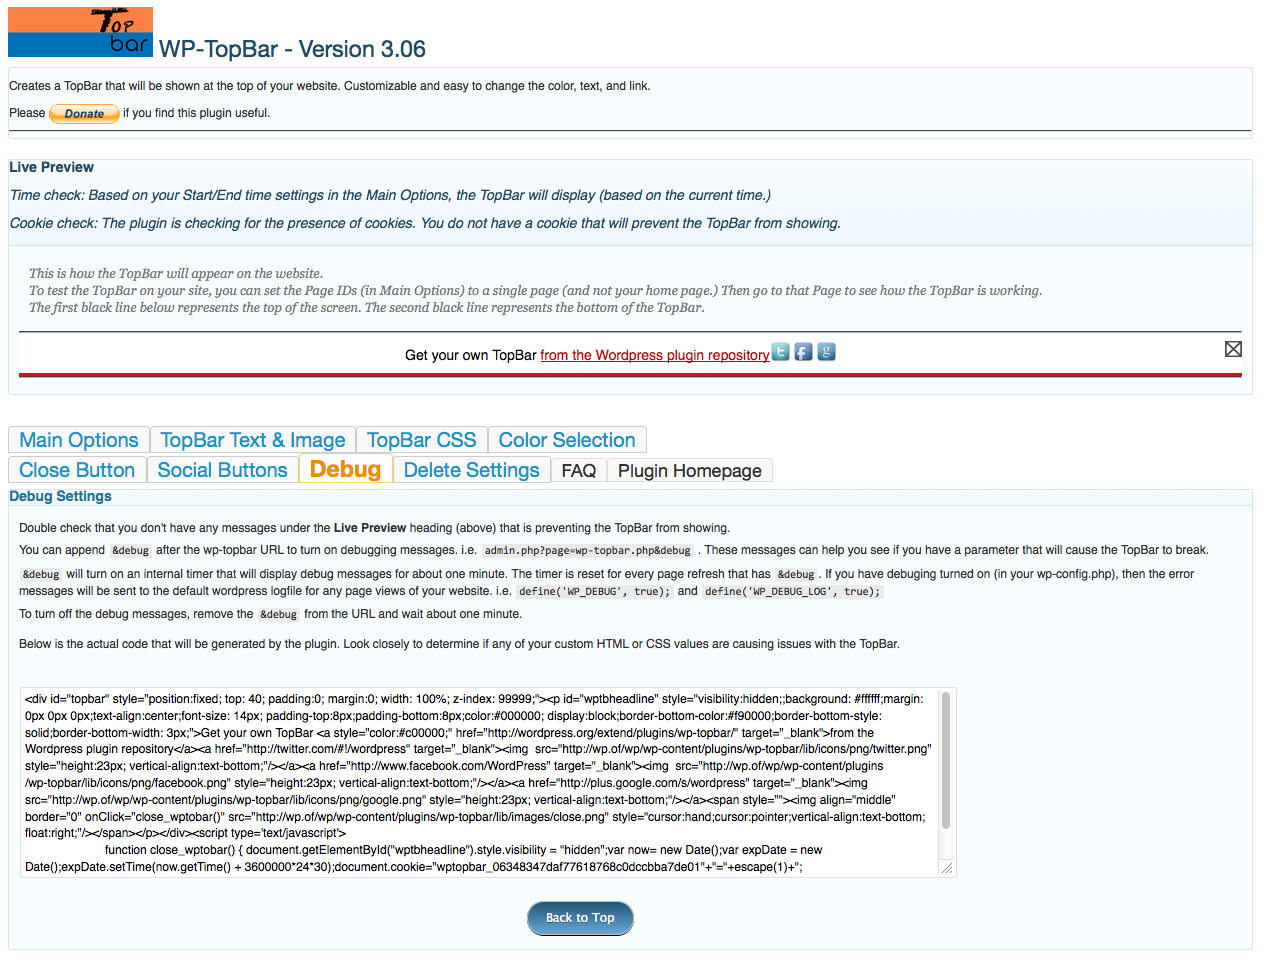 Top
bar
WP-TopBar - Version 3.06
Creates a TopBar that will be shown at the top of your website. Customizable and easy to change the color, text, and link.
Please Donate if you find this plugin useful.
Live Preview
Time check: Based on your Start/End time settings in the Main Options, the TopBar will display (based on the current time.)
Cookie check: The plugin is checking for the presence of cookies. You do not have a cookie that will prevent the TopBar from showing.
This is how the TopBar will appear on the website.
To test the TopBar on your site, you can set the Page IDs (in Main Options) to a single page (and not your home page.) Then go to that Page to see how the TopBar is working.
The first black line below represents the top of the screen. The second black line represents the bottom of the TopBar.
Get your own TopBar from the Wordpress plugin repository t f g
Main Options TopBar Text & Image TopBar CSS Color Selection
Close Button Social Buttons Debug Delete Settings FAQ Plugin Homepage
Debug Settings
Double check that you don't have any messages under the Live Preview heading (above) that is preventing the TopBar from showing.
You can append &debug after the wp-topbar URL to turn on debugging messages. i.e. admin.php?page=wp-topbar.php&debug . These messages can help you see if you have a parameter that will cause the TopBar to break.
&debug will turn on an internal timer that will display debug messages for about one minute. The timer is reset for every page refresh that has &debug . If you have debuging turned on (in your wp-config.php), then the error
messages will be sent to the default wordpress logfile for any page views of your website. i.e. define('WP_DEBUG', true); and define('WP_DEBUG_LOG', true);
To turn off the debug messages, remove the &debug from the URL and wait about one minute.
Below is the actual code that will be generated by the plugin. Look closely to determine if any of your custom HTML or CSS values are causing issues with the TopBar.
<div id="topbar" style="position:fixed; top: 40; padding:0; margin:0; width: 100%; z-index: 99999;"><p id="wptbheadline" style="visibility:hidden;;background: #ffffff;margin:
0px 0px 0px;text-align:center;font-size: 14px; padding-top:8px;padding-bottom:8px;color:#000000; display:block;border-bottom-color:#f90000;border-bottom-style:
solid;border-bottom-width: 3px;">Get your own TopBar <a style="color:#c00000;" href="http://wordpress.org/extend/plugins/wp-topbar/" target="_blank">from the
Wordpress plugin repository</a><a href="http://twitter.com/#!/wordpress" target="_blank"><img  src="http://wp.of/wp/wp-content/plugins/wp-topbar/lib/icons/png/twitter.png"
style="height:23px; vertical-align:text-bottom;"/></a><a href="http://www.facebook.com/WordPress" target="_blank"><img  src="http://wp.of/wp/wp-content/plugins
/wp-topbar/lib/icons/png/facebook.png" style="height:23px; vertical-align:text-bottom;"/></a><a href="http://plus.google.com/s/wordpress" target="_blank"><img
src="http://wp.of/wp/wp-content/plugins/wp-topbar/lib/icons/png/google.png" style="height:23px; vertical-align:text-bottom;"/></a><span style=""><img align="middle"
border="0" onClick="close_wptobar()" src="http://wp.of/wp/wp-content/plugins/wp-topbar/lib/images/close.png" style="cursor:hand;cursor:pointer;vertical-align:text-bottom;
float:right;"/></span></p></div><script type='text/javascript'>
function close_wptobar() { document.getElementById("wptbheadline").style.visibility = "hidden";var now= new Date();var expDate = new
Date();expDate.setTime(now.getTime() + 3600000*24*30);document.cookie="wptopbar_06348347daf77618768c0dccbba7de01"+"="+escape(1)+";
Back to Top